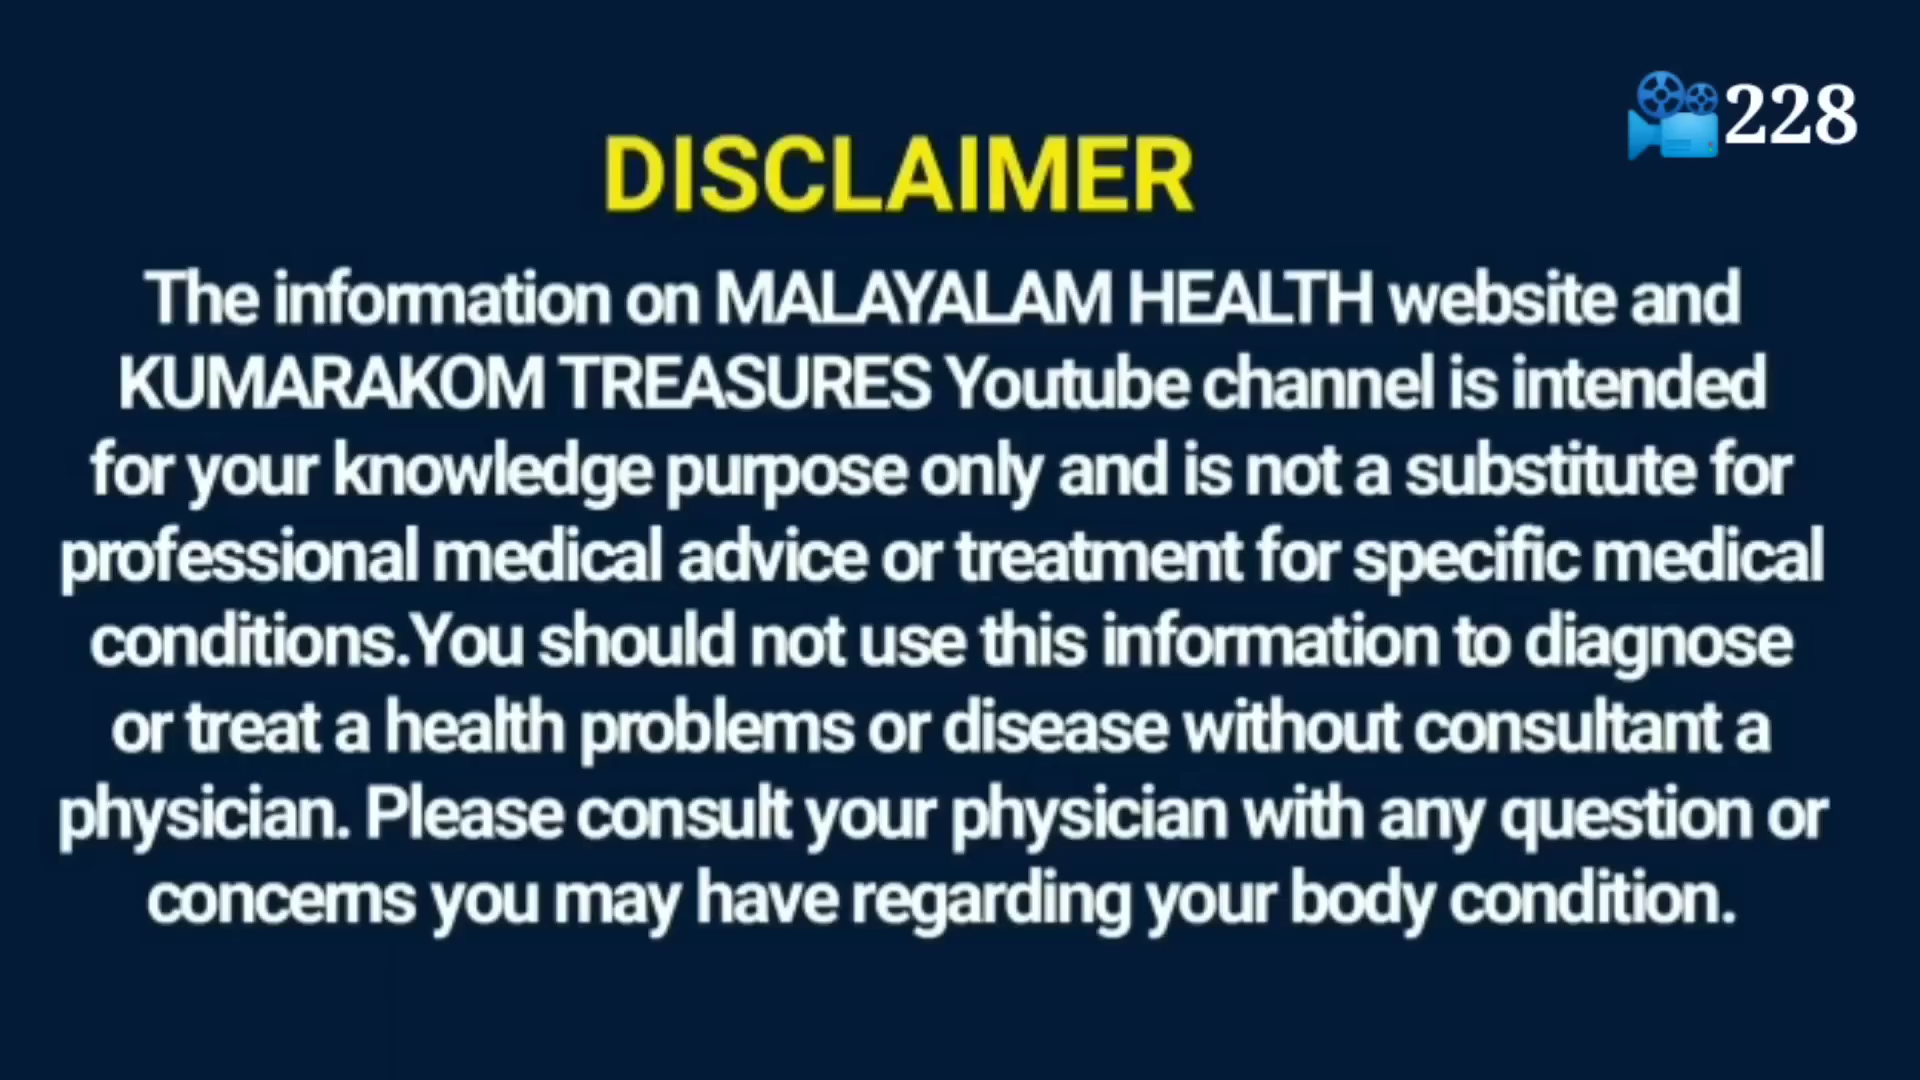 🎥228
DISCLAIMER
The information on MALAYALAM HEALTH website and
KUMARAKOM TREASURES Youtube channel is intended
for your knowledge purpose only and is not a substitute for
professional medical advice or treatment for specific medical
conditions.You should not use this information to diagnose
or treat a health problems or disease without consultant a
physician. Please consult your physician with any question or
concerns you may have regarding your body condition.